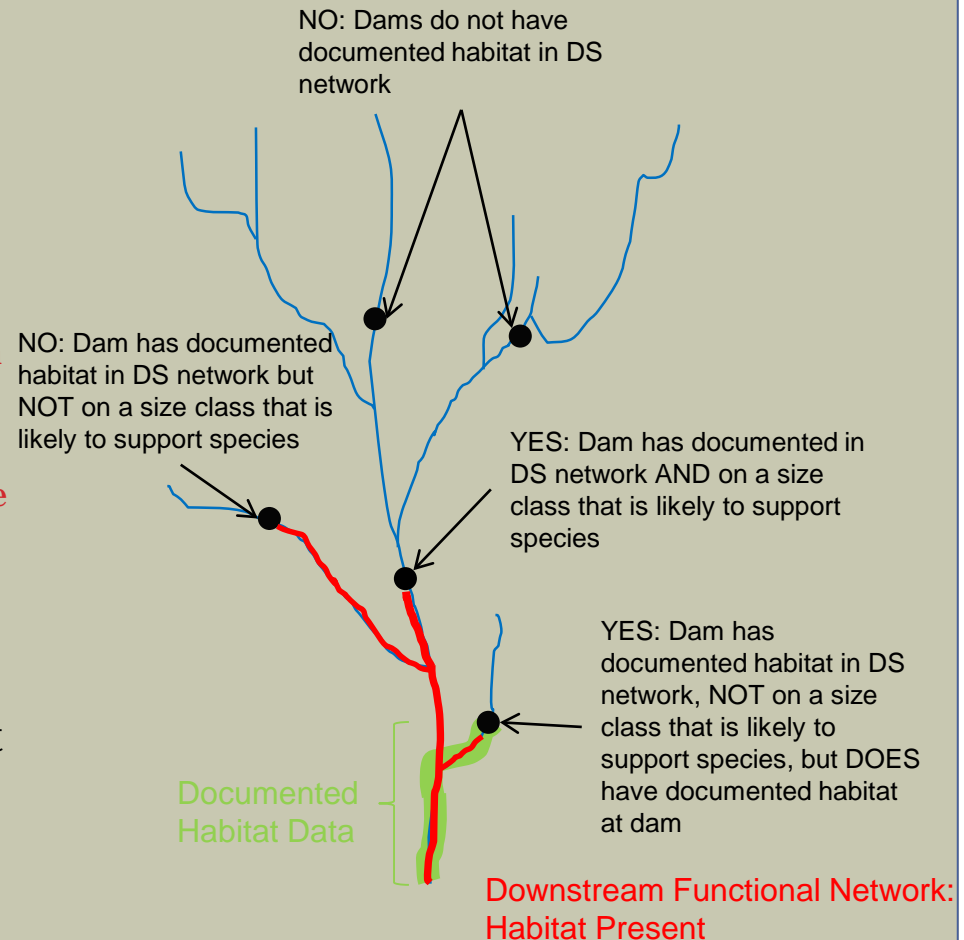 NO: Dams do not have
documented habitat in DS
network
NO: Dam has documented
habitat in DS network but
NOT on a size class that is
likely to support species
YES: Dam has documented in
DS network AND on a size
class that is likely to support
species
YES: Dam has
documented habitat in DS
network, NOT on a size
class that is likely to
support species, but DOES
have documented habitat
at dam
Documented
Habitat Data
Downstream Functional Network:
Habitat Present